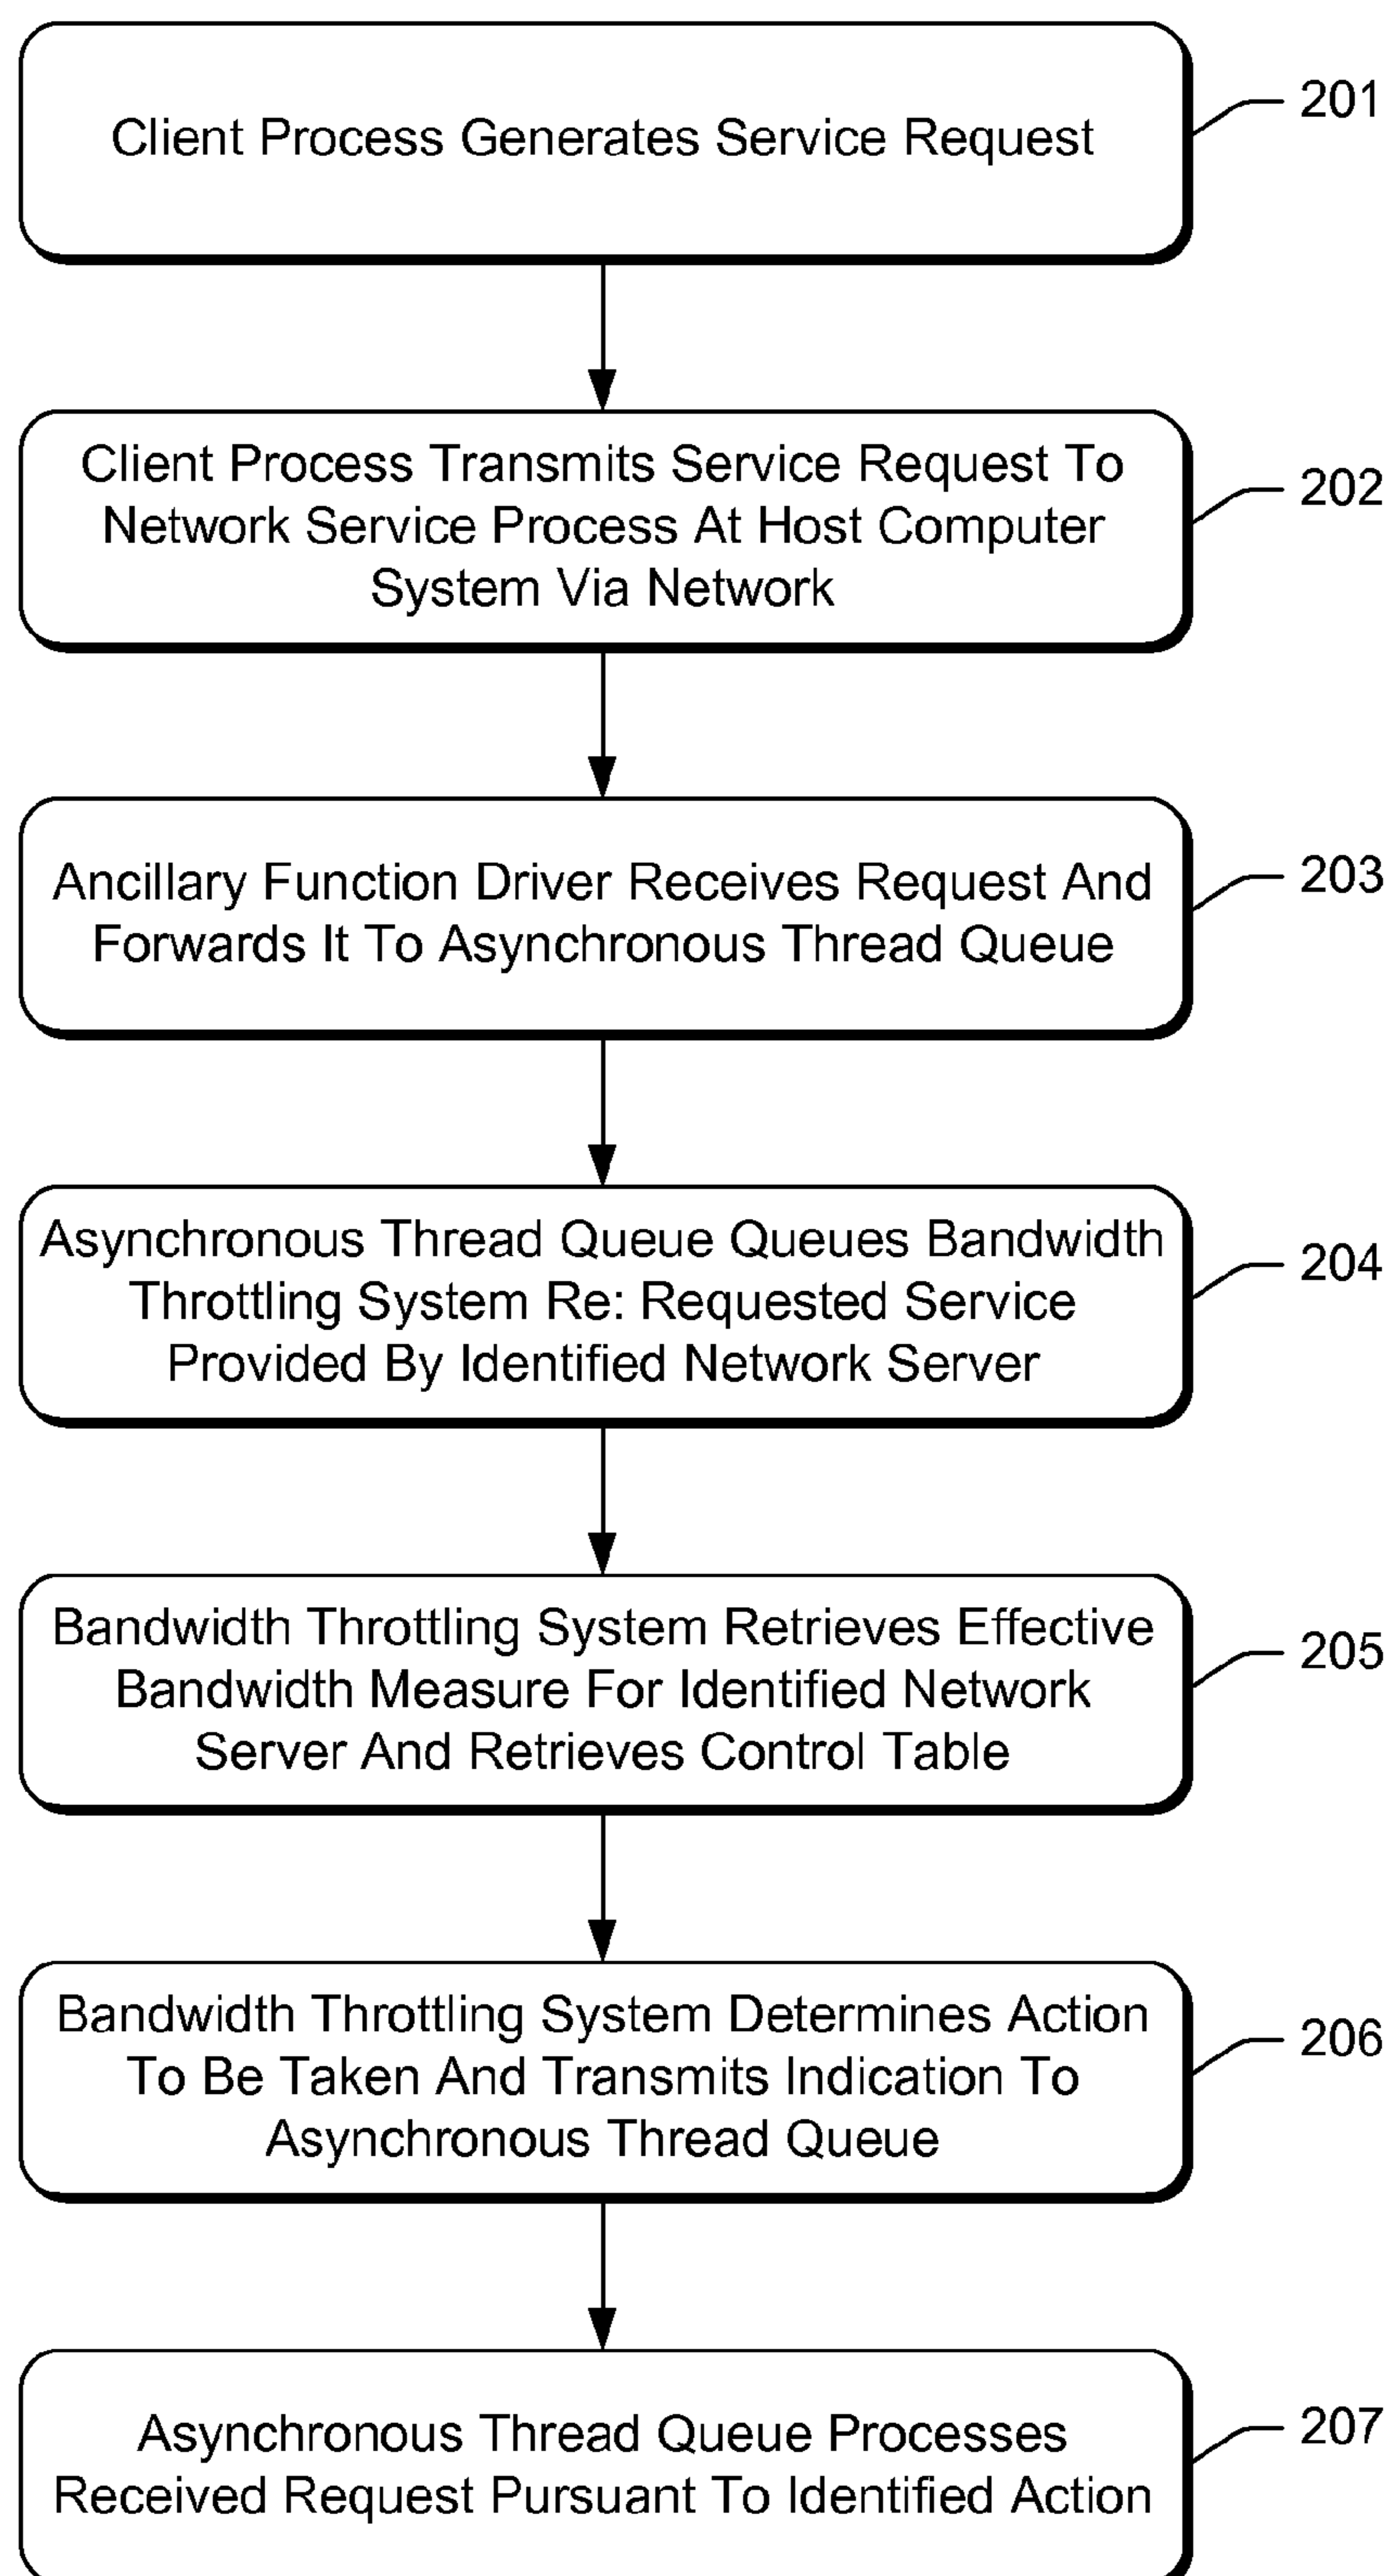 Client Process Generates Service Request
201
Client Process Transmits Service Request To
Network Service Process At Host Computer
System Via Network
202
Ancillary Function Driver Receives Request And
Forwards It To Asynchronous Thread Queue
203
Asynchronous Thread Queue Queues Bandwidth
Throttling System Re: Requested Service
Provided By Identified Network Server
204
Bandwidth Throttling System Retrieves Effective
Bandwidth Measure For Identified Network
Server And Retrieves Control Table
205
Bandwidth Throttling System Determines Action
To Be Taken And Transmits Indication To
Asynchronous Thread Queue
206
Asynchronous Thread Queue Processes
Received Request Pursuant To Identified Action
207